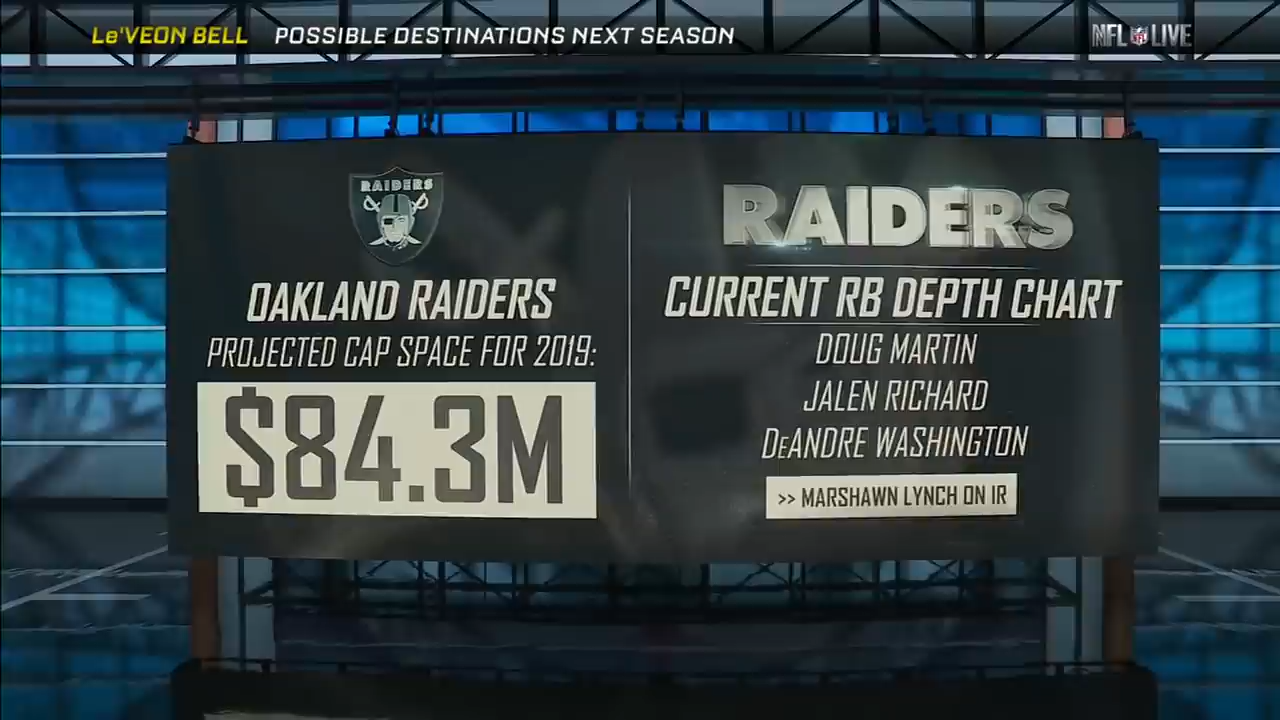 Le'VEON BELL POSSIBLE DESTINATIONS NEXT SEASON
NFL LIVE
RAIDERS
OAKLAND RAIDERS
PROJECTED CAP SPACE FOR 2019:
$84.3M
RAIDERS
CURRENT RB DEPTH CHART
DOUG MARTIN
JALEN RICHARD
DeANDRE WASHINGTON
>> MARSHAWN LYNCH ON IR